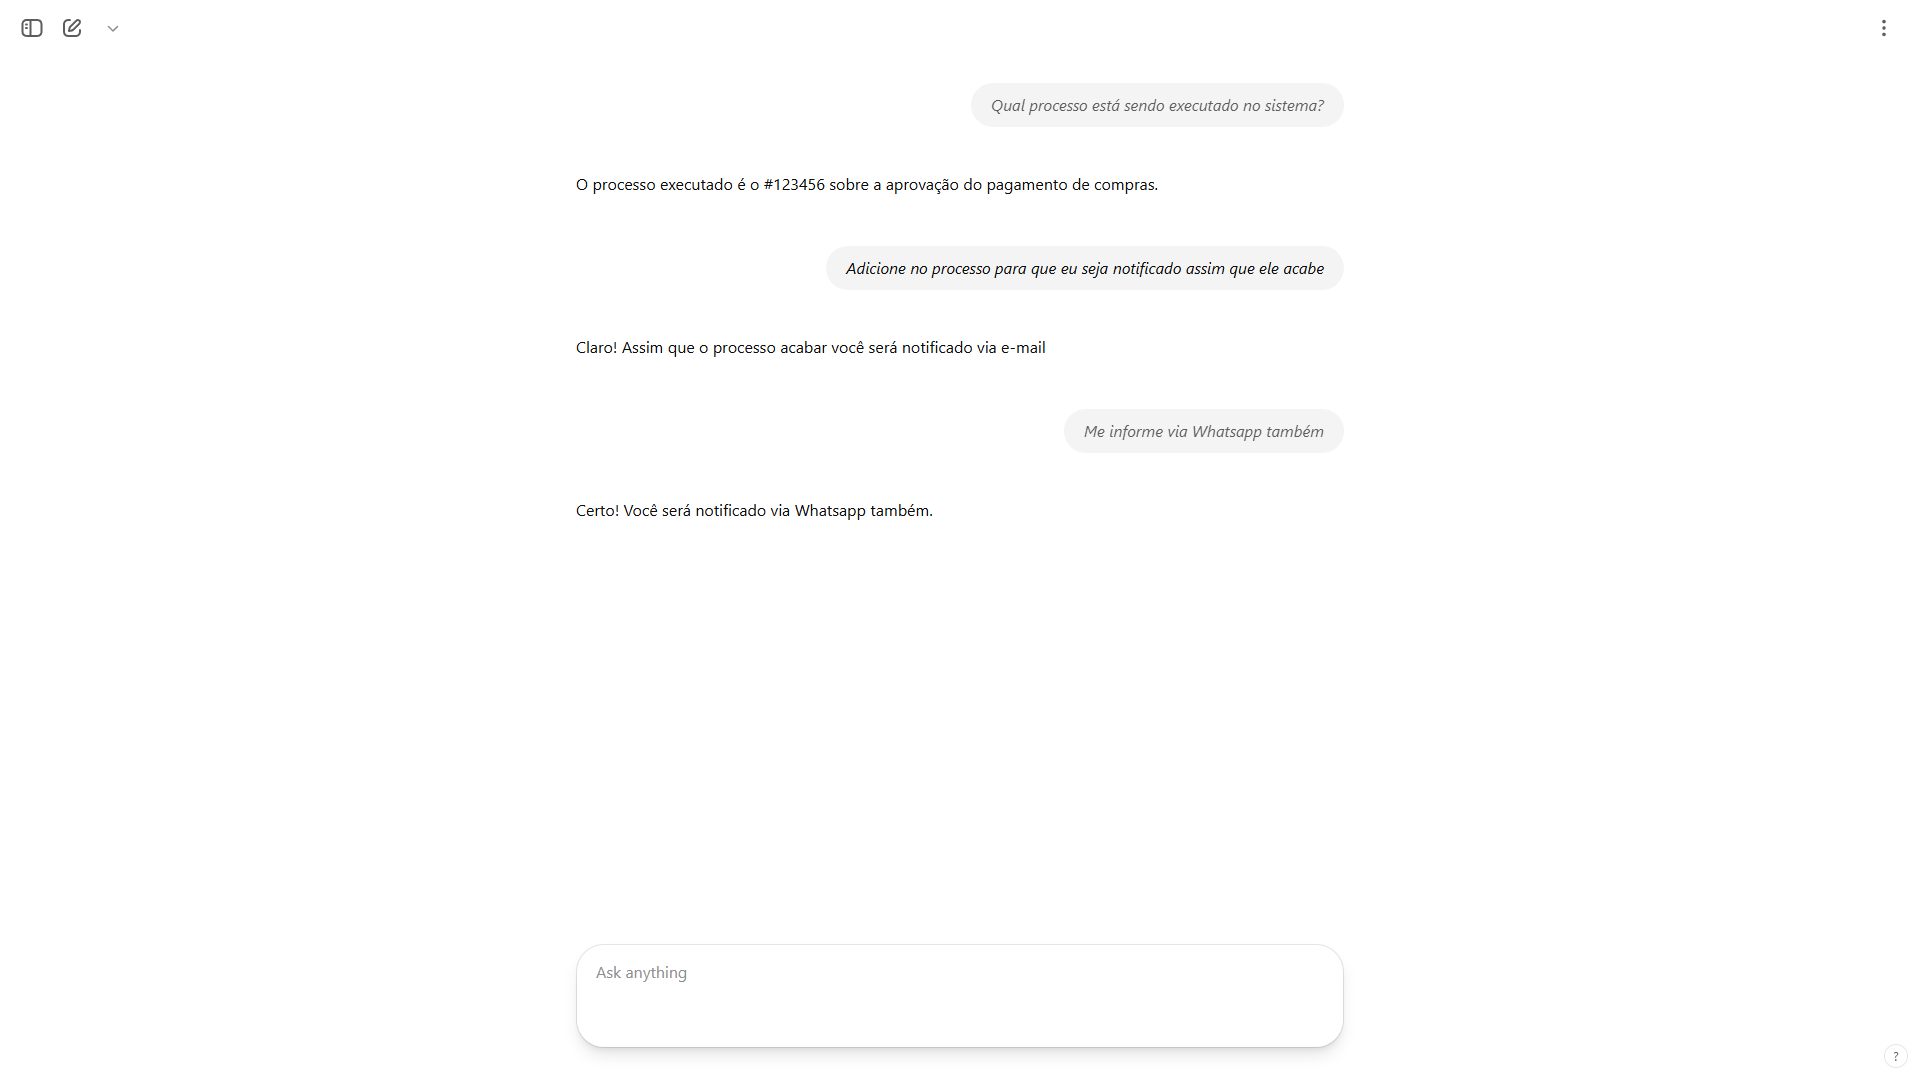 Qual processo está sendo executado no sistema?
O processo executado é o #123456 sobre a aprovação do pagamento de compras.
Adicione no processo para que eu seja notificado assim que ele acabe
Claro! Assim que o processo acabar você será notificado via e-mail
Me informe via Whatsapp também
Certo! Você será notificado via Whatsapp também.
Ask anything
?